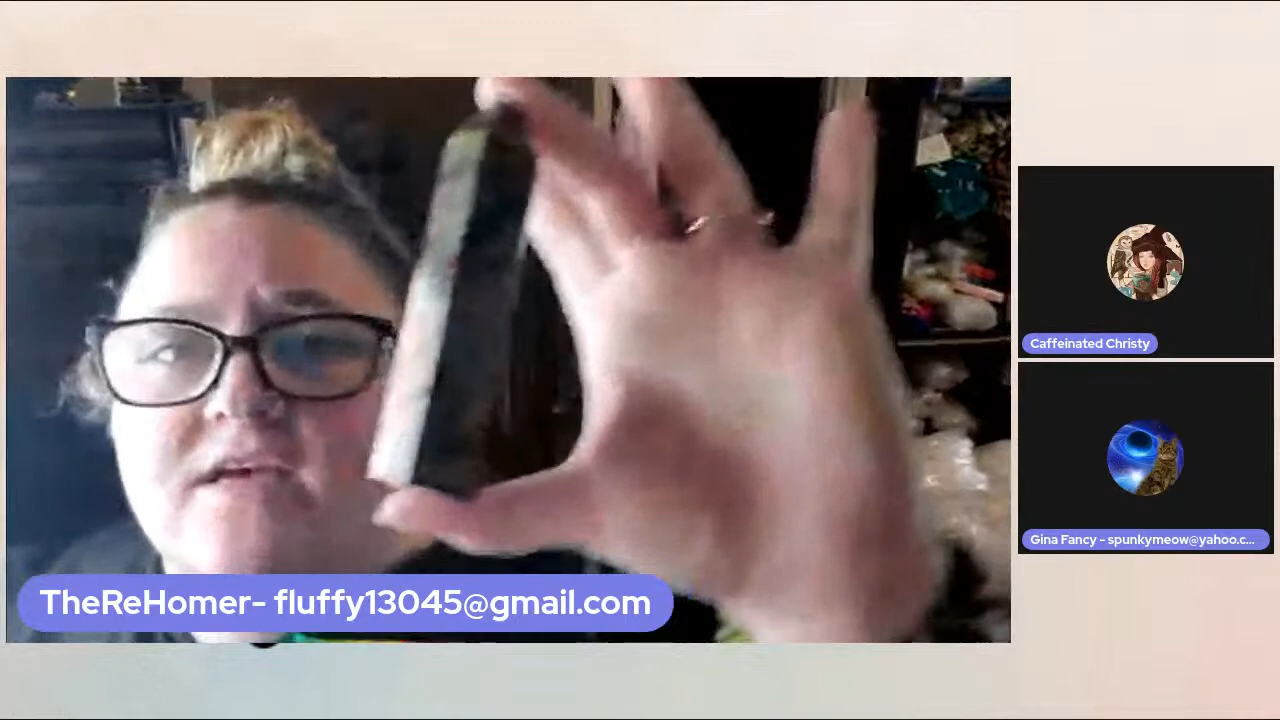 TheReHomer- fluffy13045@gmail.com
Caffeinated Christy
Gina Fancy - spunkymeow@yahoo.c...